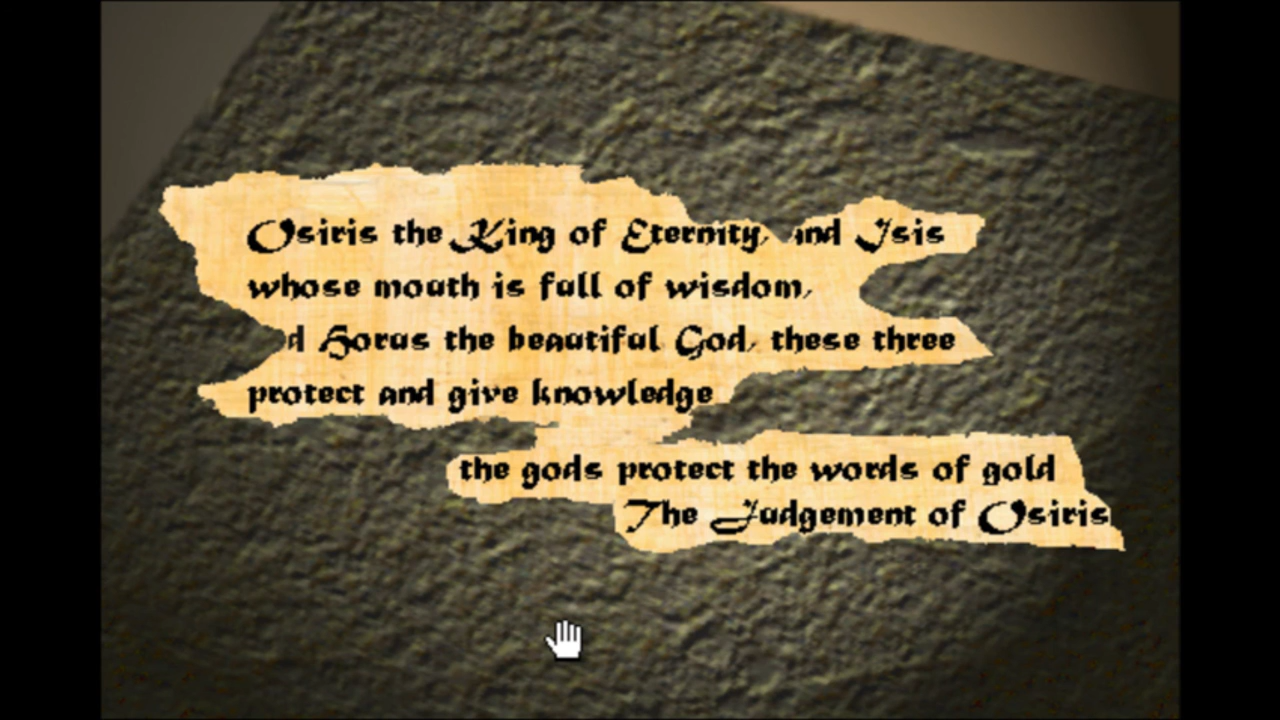 Osiris the King of Eternity, and Isis
whose mouth is full of wisdom,
d Horus the beautiful God, these three
protect and give knowledge
the gods protect the words of gold
The Judgement of Osiris